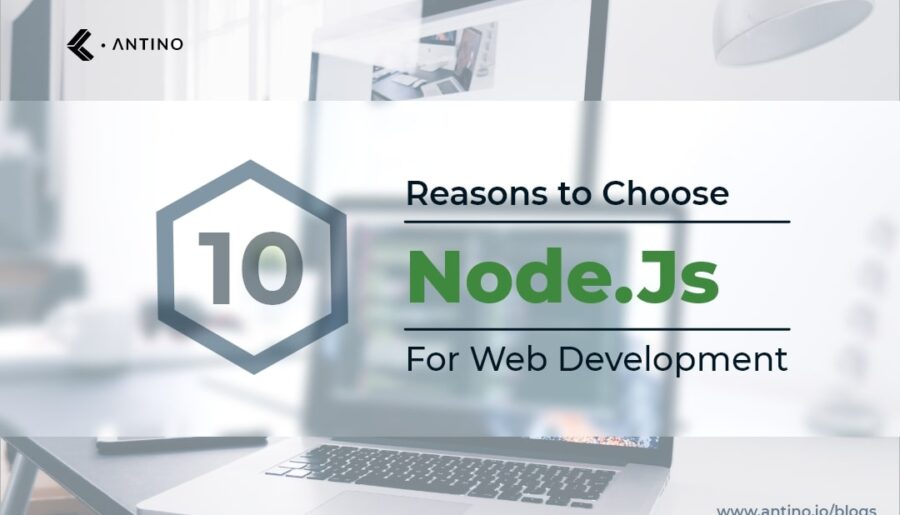 ANTINO
10
Reasons to Choose
Node.Js
For Web Development
www.antino.io/blogs